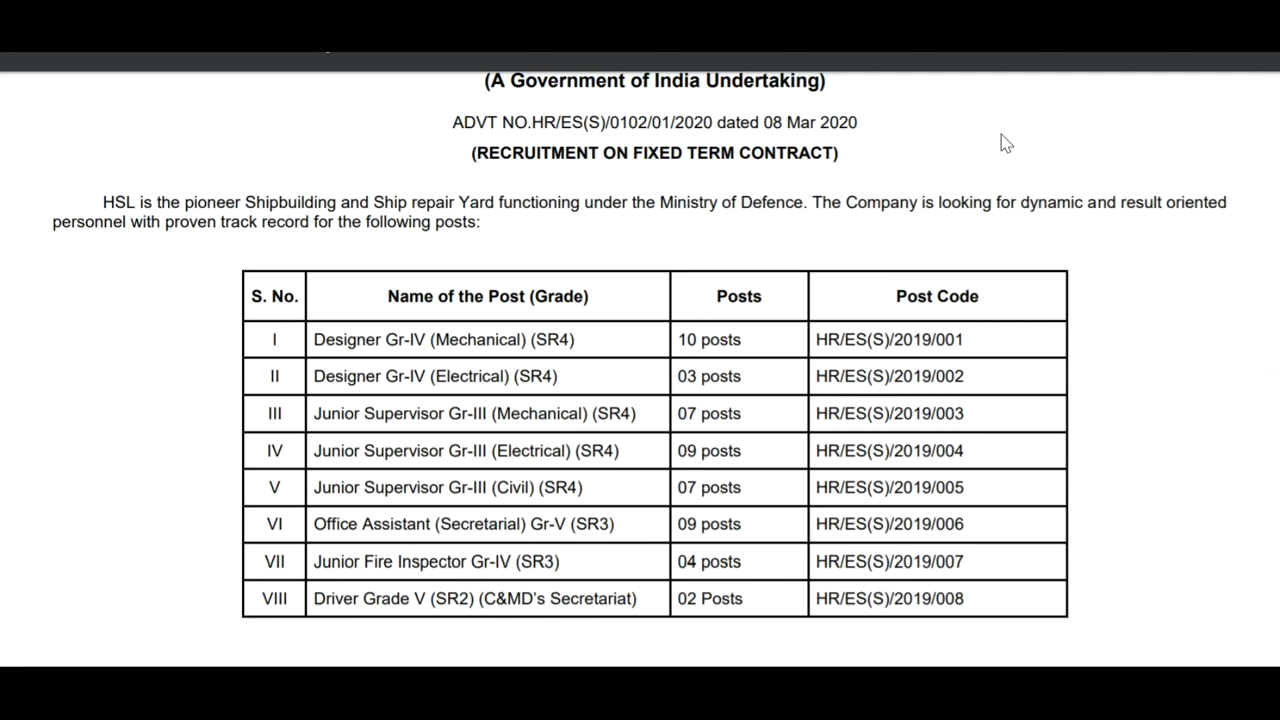 (A Government of India Undertaking)
ADVT NO.HR/ES(S)/0102/01/2020 dated 08 Mar 2020
(RECRUITMENT ON FIXED TERM CONTRACT)
HSL is the pioneer Shipbuilding and Ship repair Yard functioning under the Ministry of Defence. The Company is looking for dynamic and result oriented
personnel with proven track record for the following posts:
S. No. Name of the Post (Grade) Posts Post Code
I Designer Gr-IV (Mechanical) (SR4) 10 posts HR/ES(S)/2019/001
II Designer Gr-IV (Electrical) (SR4) 03 posts HR/ES(S)/2019/002
III Junior Supervisor Gr-III (Mechanical) (SR4) 07 posts HR/ES(S)/2019/003
IV Junior Supervisor Gr-III (Electrical) (SR4) 09 posts HR/ES(S)/2019/004
V Junior Supervisor Gr-III (Civil) (SR4) 07 posts HR/ES(S)/2019/005
VI Office Assistant (Secretarial) Gr-V (SR3) 09 posts HR/ES(S)/2019/006
VII Junior Fire Inspector Gr-IV (SR3) 04 posts HR/ES(S)/2019/007
VIII Driver Grade V (SR2) (C&MD’s Secretariat) 02 Posts HR/ES(S)/2019/008